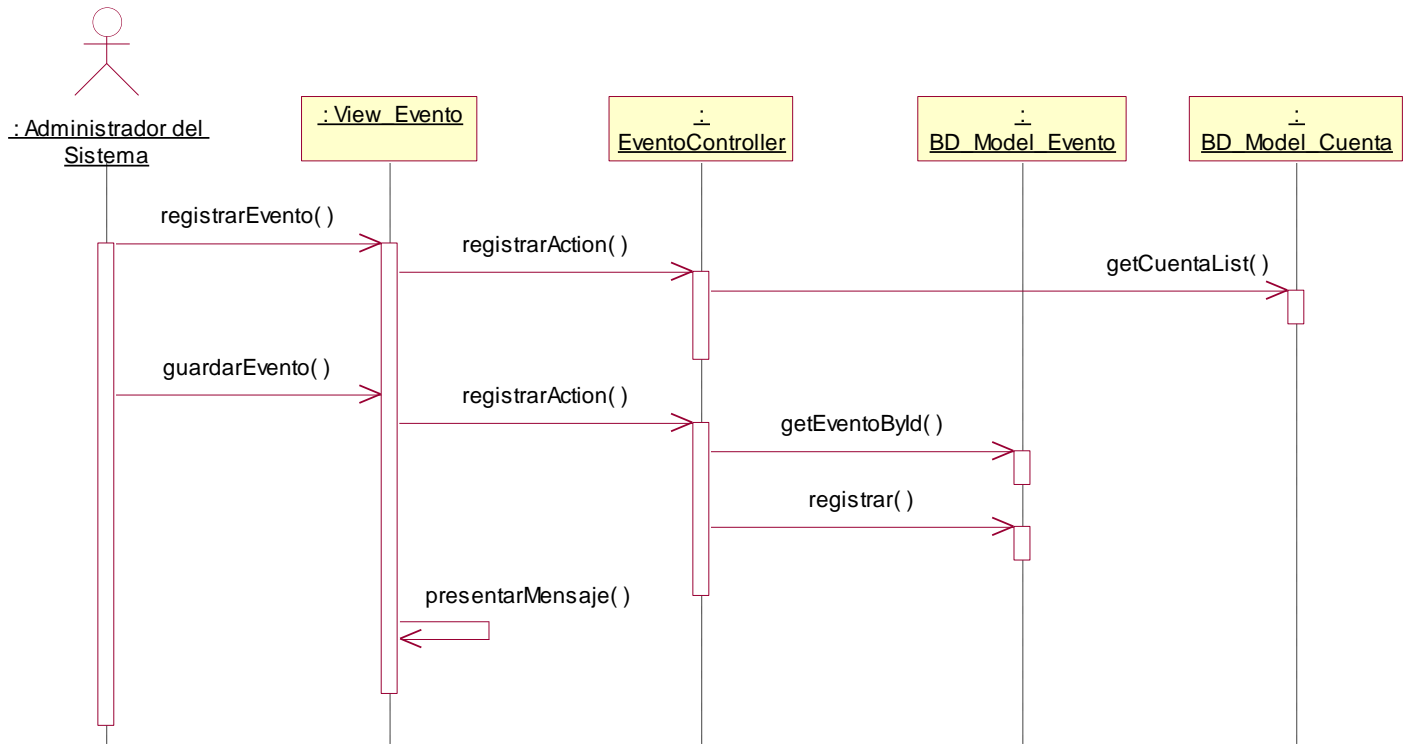 : Administrador del
Sistema
: View_Evento
:
EventoController
:
BD_Model_Evento
:
BD_Model_Cuenta
registrarEvento( )
registrarAction( )
getCuentaList( )
guardarEvento( )
registrarAction( )
getEventoById( )
registrar( )
presentarMensaje( )